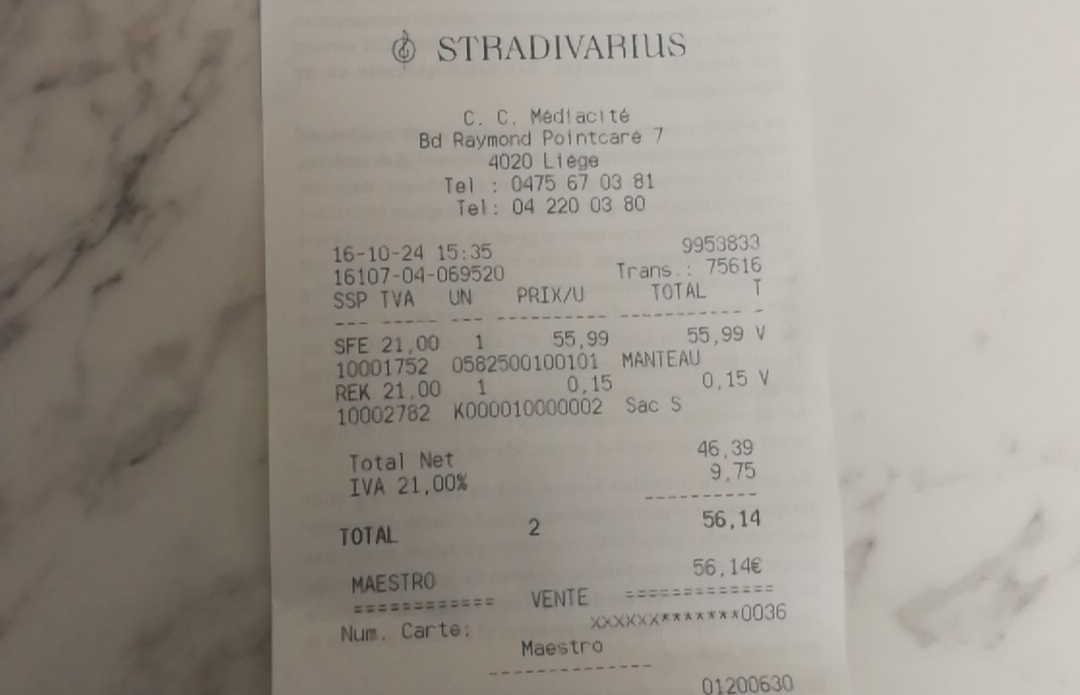 STRADIVARIUS
C. C. Médiacité
Bd Raymond Pointcaré 7
4020 Liége
Tel : 0475 67 03 81
Tel: 04 220 03 80
16-10-24 15:35 9953833
16107-04-069520 Trans.: 75616
SSP TVA UN PRIX/U TOTAL T
--- ----- --- ---------- ----------- -
SFE 21,00 1 55,99 55,99 V
10001752 0582500100101 MANTEAU
REK 21,00 1 0,15 0,15 V
10002782 K000010000002 Sac S
Total Net 46,39
IVA 21,00% 9,75
----------
TOTAL 2 56,14
MAESTRO 56,14€
============ VENTE =============
Num. Carte: XXXXXX*******0036
Maestro
---------------
01200630